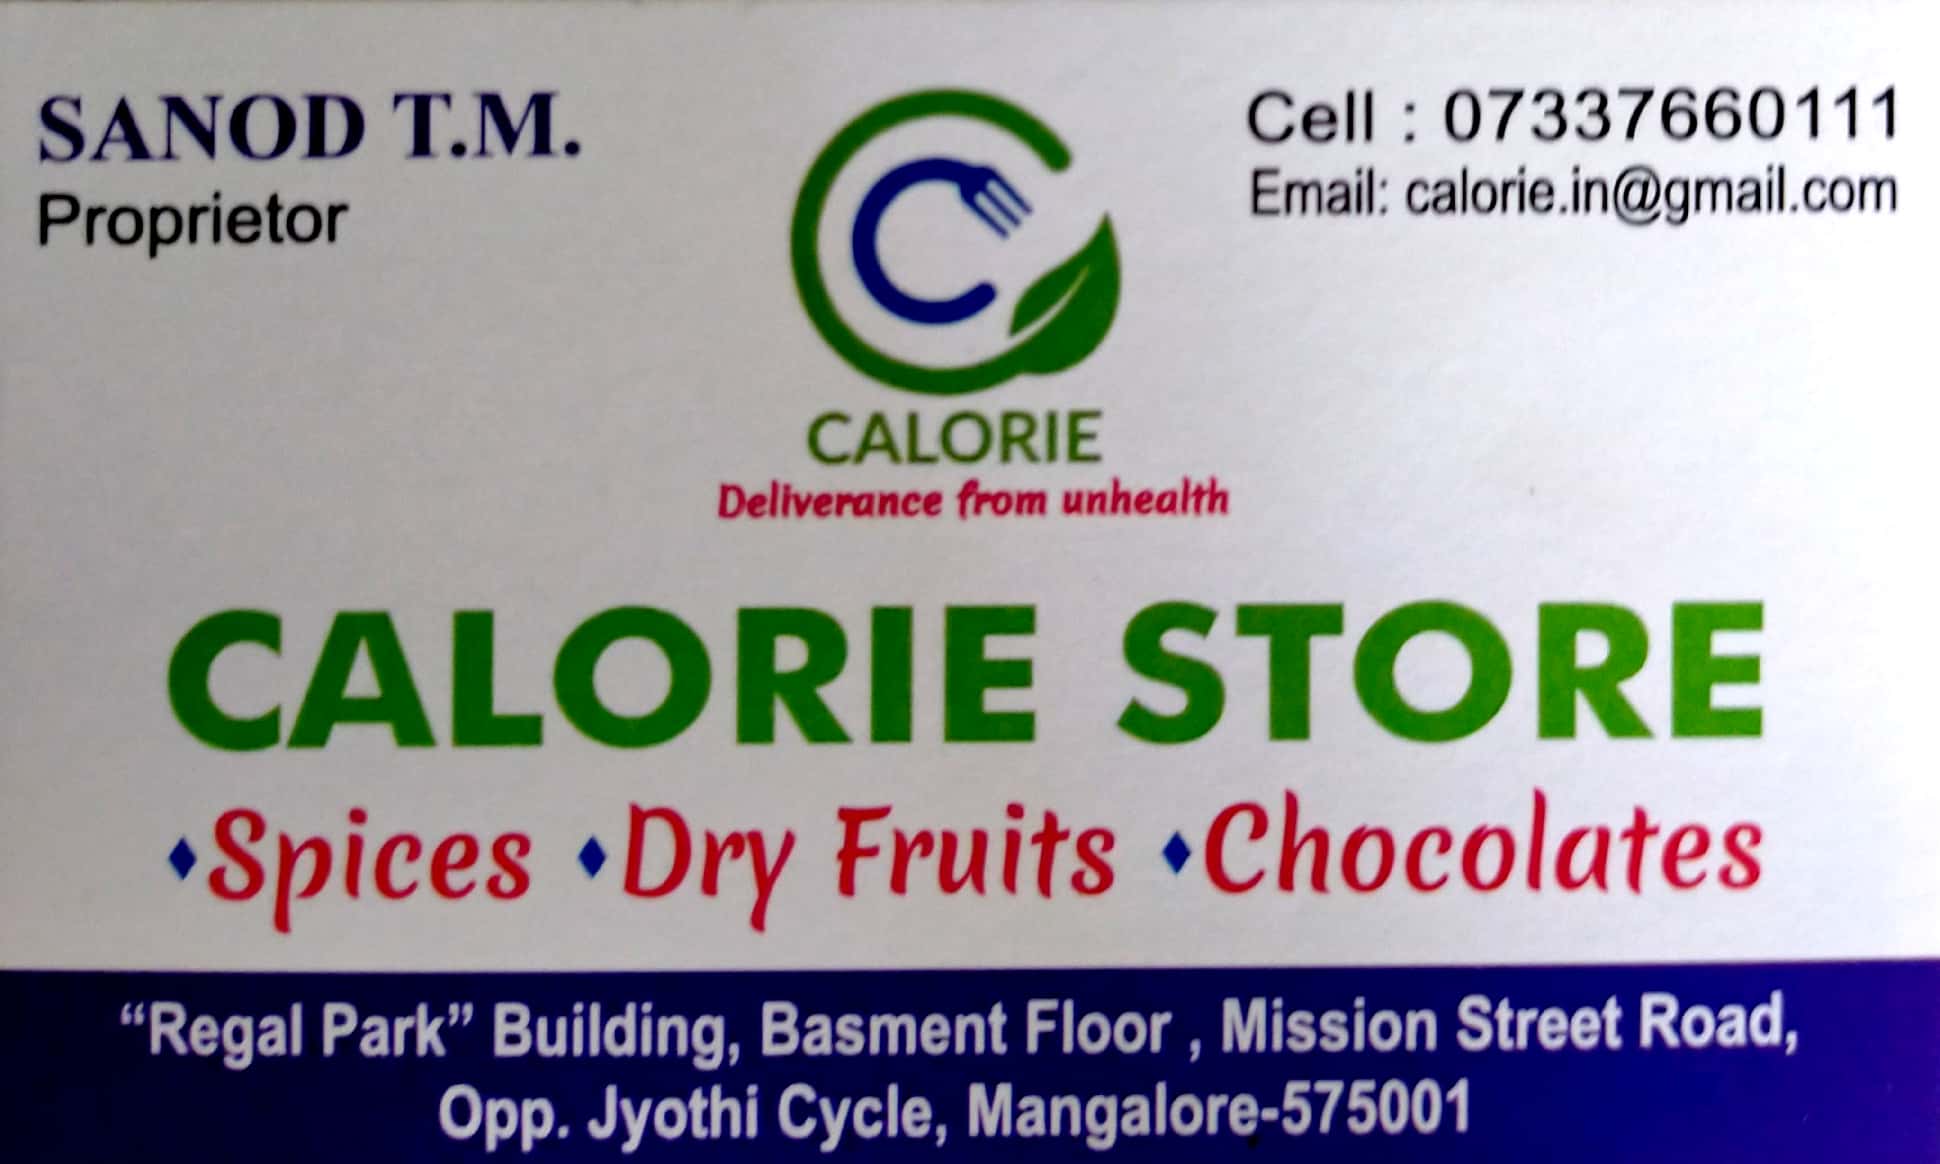 SANOD T.M.
Proprietor
Cell : 07337660111
Email: calorie.in@gmail.com
CALORIE
Deliverance from unhealth
CALORIE STORE
♦Spices ♦Dry Fruits ♦Chocolates
“Regal Park” Building, Basment Floor , Mission Street Road,
Opp. Jyothi Cycle, Mangalore-575001